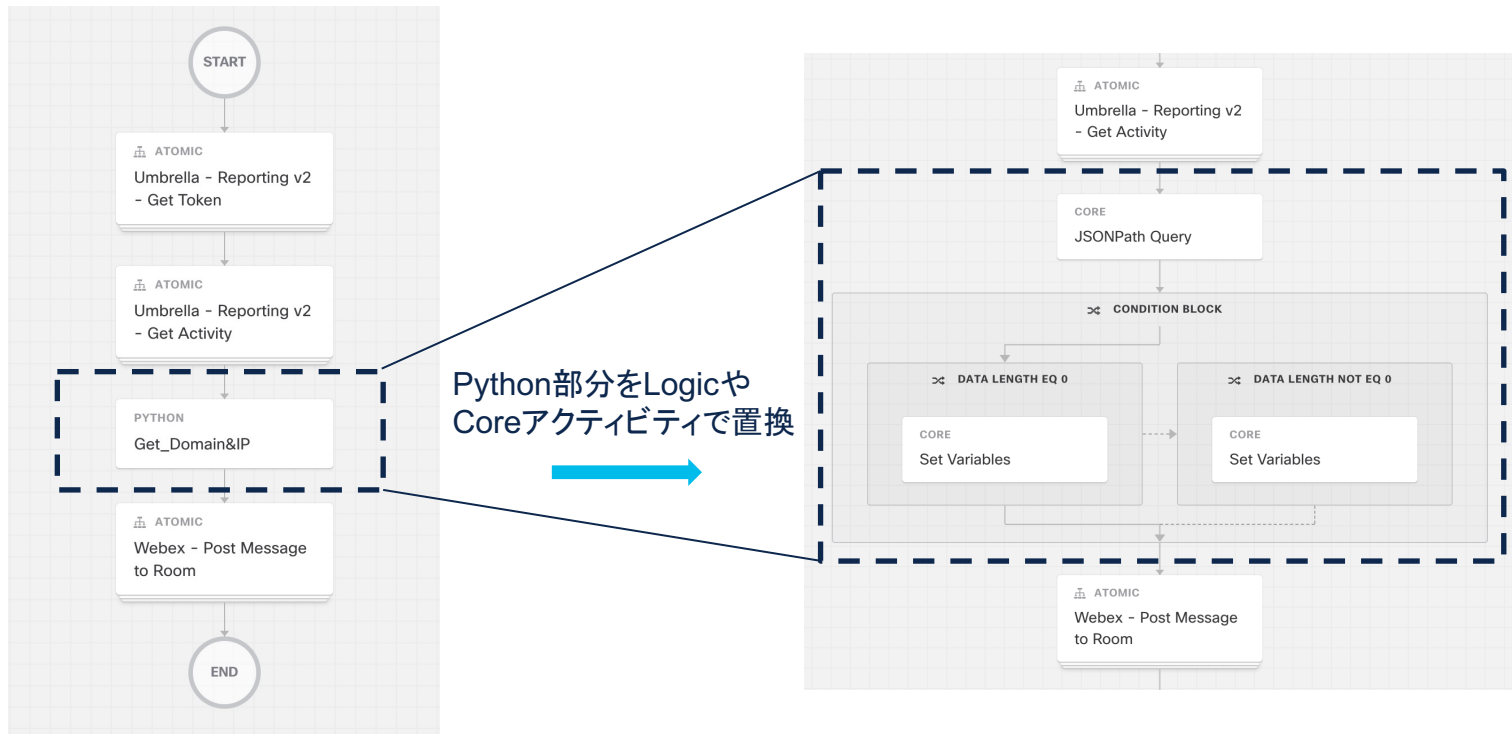 START
ATOMIC
Umbrella - Reporting v2
- Get Token
ATOMIC
Umbrella - Reporting v2
- Get Activity
PYTHON
Get_Domain&IP
ATOMIC
Webex - Post Message
to Room
END
Python部分をLogicや
Coreアクティビティで置換
ATOMIC
Umbrella - Reporting v2
- Get Activity
CORE
JSONPath Query
CONDITION BLOCK
DATA LENGTH EQ 0
CORE
Set Variables
DATA LENGTH NOT EQ 0
CORE
Set Variables
ATOMIC
Webex - Post Message
to Room